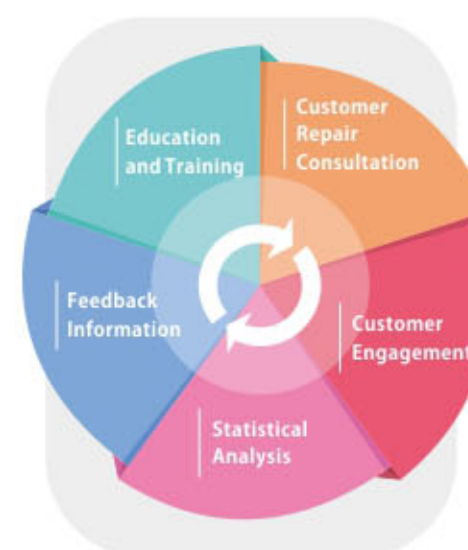 Education
and Training
Customer
Repair
Consultation
Customer
Engagement
Statistical
Analysis
Feedback
Information